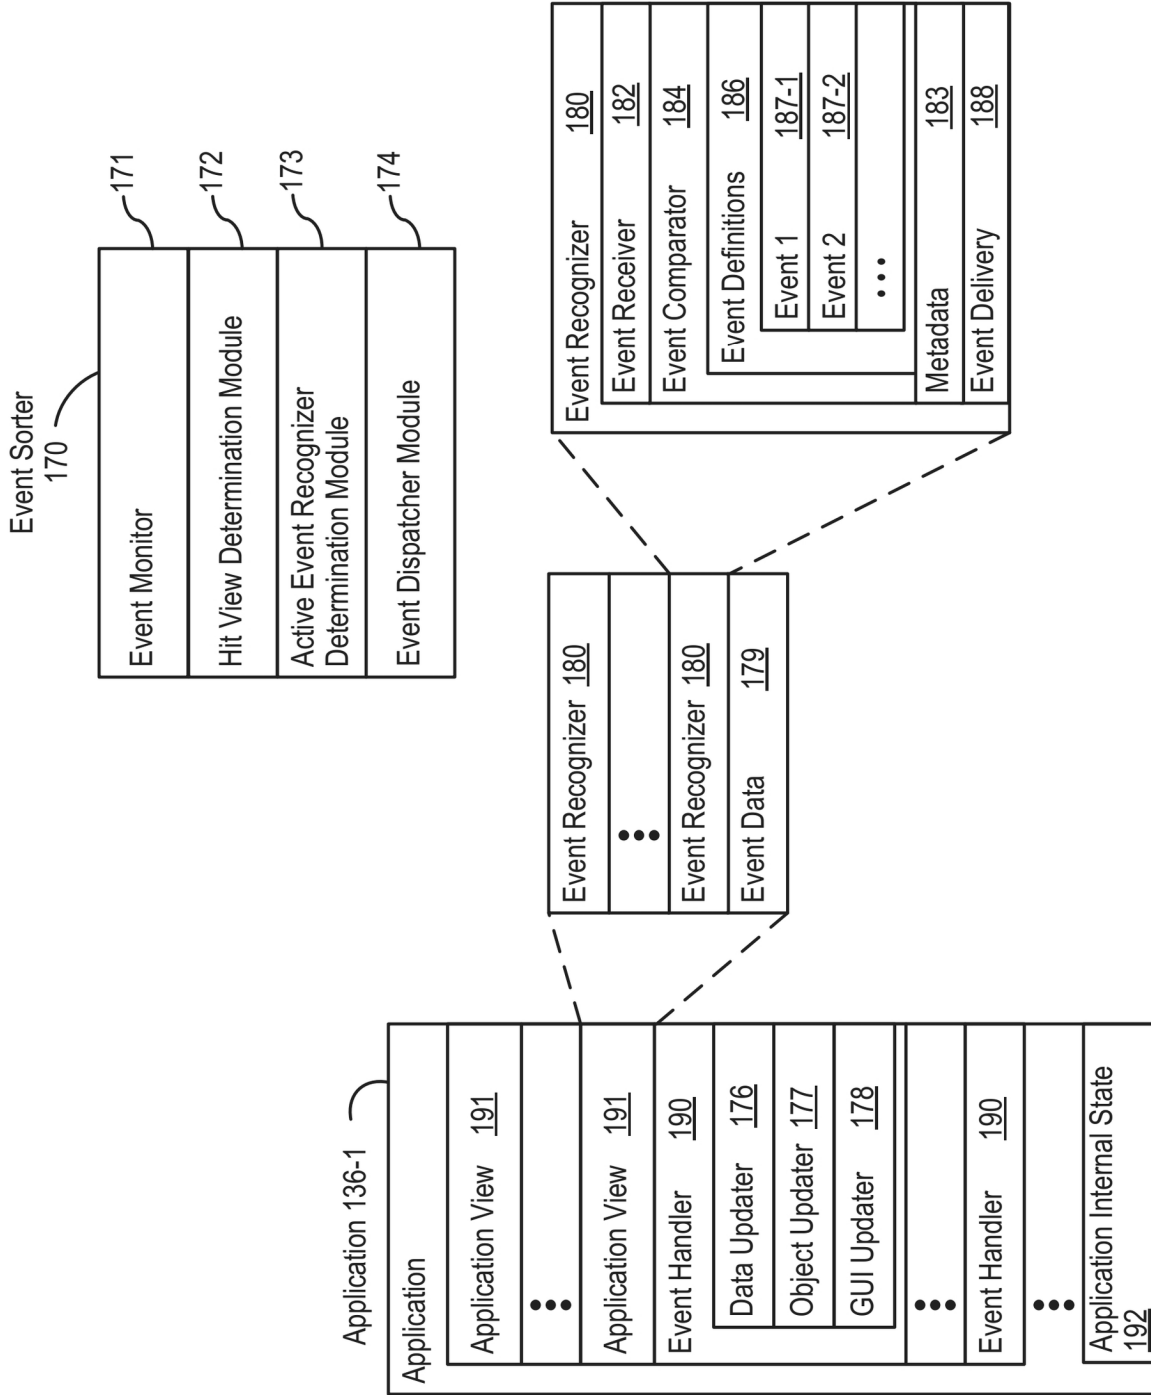 Event Sorter
170
Event Monitor
171
Hit View Determination Module
172
Active Event Recognizer
Determination Module
173
Event Dispatcher Module
174
Application 136-1
Application
Application View 191
•••
Application View 191
Event Handler 190
Data Updater 176
Object Updater 177
GUI Updater 178
•••
Event Handler 190
•••
Application Internal State
192
Event Recognizer 180
•••
Event Recognizer 180
Event Data 179
Event Recognizer 180
Event Receiver 182
Event Comparator 184
Event Definitions 186
Event 1 187-1
Event 2 187-2
•••
Metadata 183
Event Delivery 188